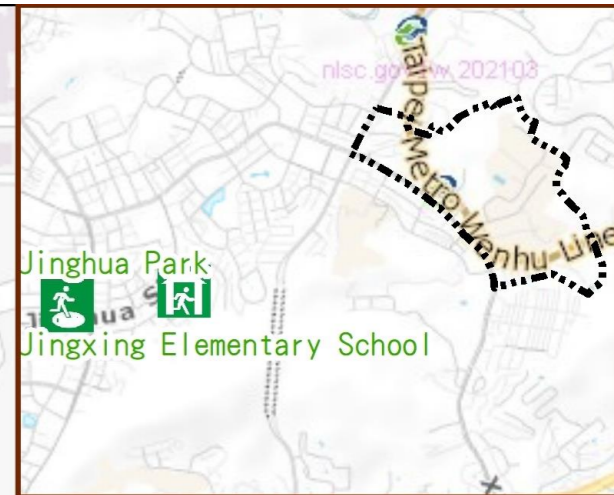 nlsc.gov.tw 202103
Taipei Metro Wenhu Line
Jinghua Park
Jingxing Elementary School